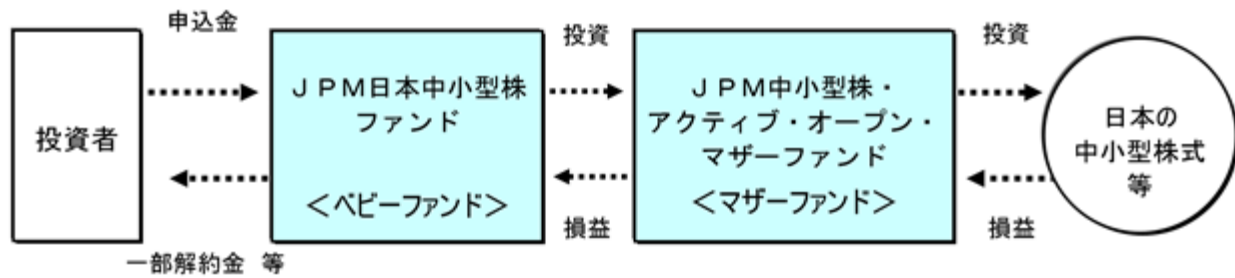 申込金
投資
投資
投資者
ＪＰＭ日本中小型株
ファンド
＜ベビーファンド＞
ＪＰＭ中小型株・
アクティブ・オープン・
マザーファンド
＜マザーファンド＞
日本の
中小型株式
等
一部解約金 等
損益
損益